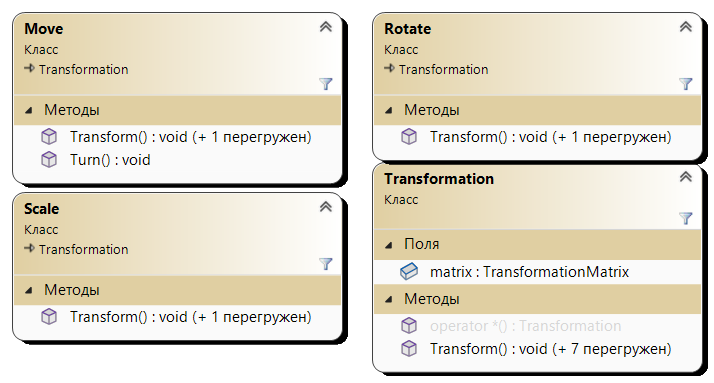 Move
Класс
Transformation
Методы
Transform() : void (+ 1 перегружен)
Turn() : void
Scale
Класс
Transformation
Методы
Transform() : void (+ 1 перегружен)
Rotate
Класс
Transformation
Методы
Transform() : void (+ 1 перегружен)
Transformation
Класс
Поля
matrix : TransformationMatrix
Методы
operator *() : Transformation
Transform() : void (+ 7 перегружен)